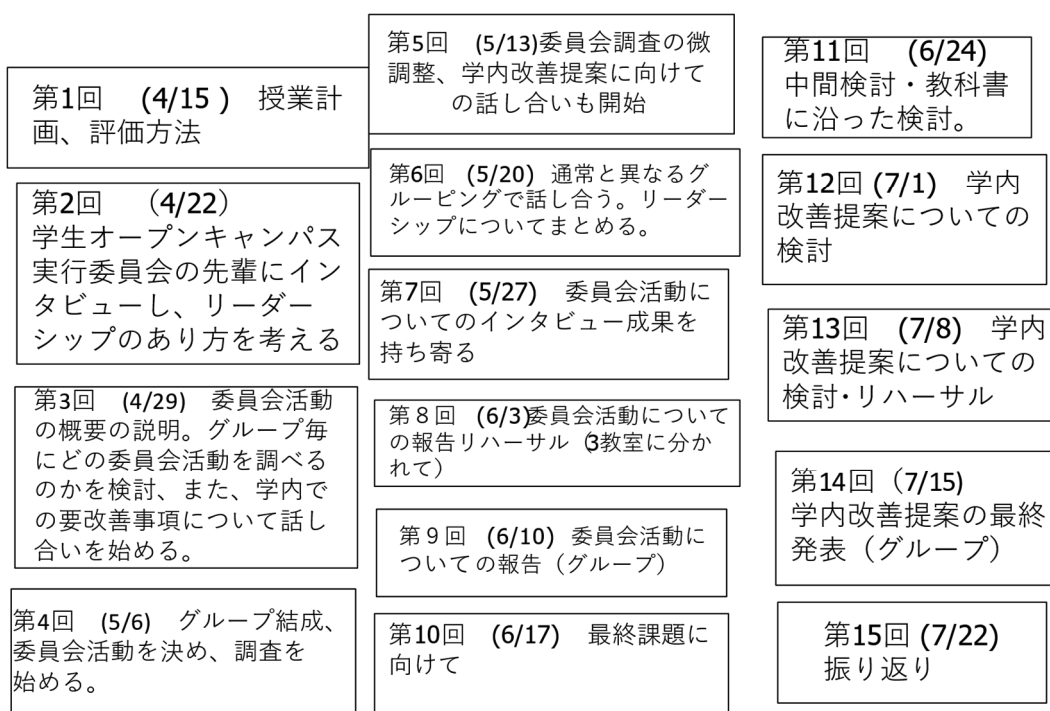 第1回　(4/15 )　授業計
画、評価方法
第2回　（4/22）
学生オープンキャンパス
実行委員会の先輩にイン
タビューし、リーダー
シップのあり方を考える
第3回　(4/29)　委員会活動
の概要の説明。グループ毎
にどの委員会活動を調べる
のかを検討、また、学内で
の要改善事項について話し
合いを始める。
第4回　(5/6)　グループ結成、
委員会活動を決め、調査を
始める。
第5回　(5/13)委員会調査の微
調整、学内改善提案に向けて
の話し合いも開始
第6回　(5/20)　通常と異なるグ
ルーピングで話し合う。リーダー
シップについてまとめる。
第7回　(5/27)　委員会活動に
ついてのインタビュー成果を
持ち寄る
第８回　(6/3)委員会活動について
の報告リハーサル（3教室に分か
れて）
第９回　(6/10)　委員会活動に
ついての報告（グループ）
第10回　(6/17)　最終課題に
向けて
第11回　(6/24)
中間検討・教科書
に沿った検討。
第12回 (7/1)　学内
改善提案についての
検討
第13回　(7/8)　学内
改善提案についての
検討･リハーサル
第14回（7/15)
学内改善提案の最終
発表（グループ）
第15回 (7/22)
振り返り